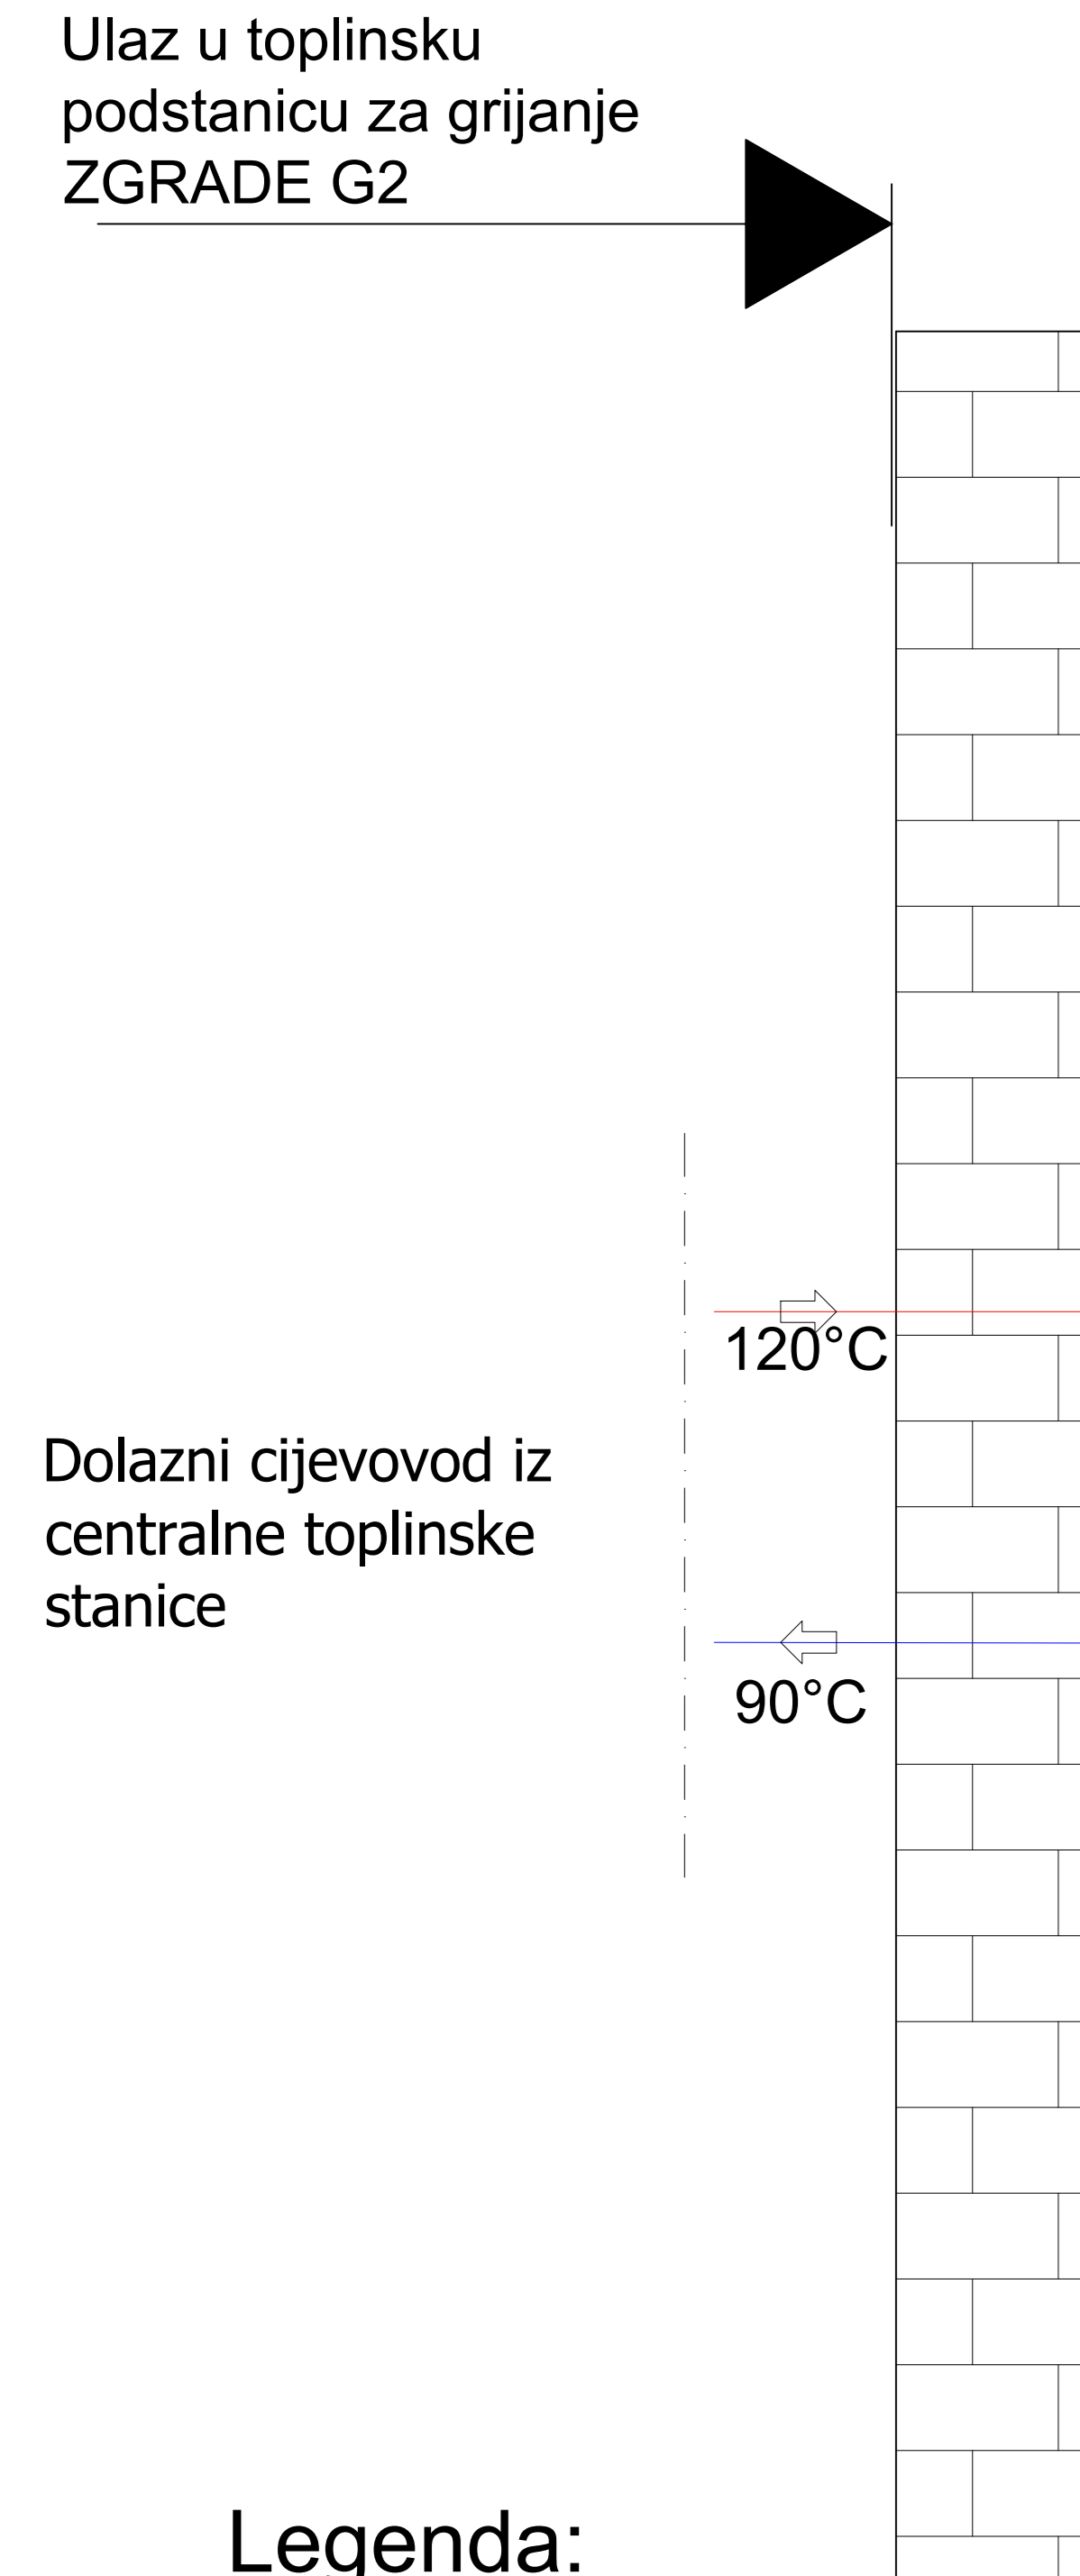 Ulaz u toplinsku
podstanicu za grijanje
ZGRADE G2
120°C
Dolazni cijevovod iz
centralne toplinske
stanice
90°C
Legenda: